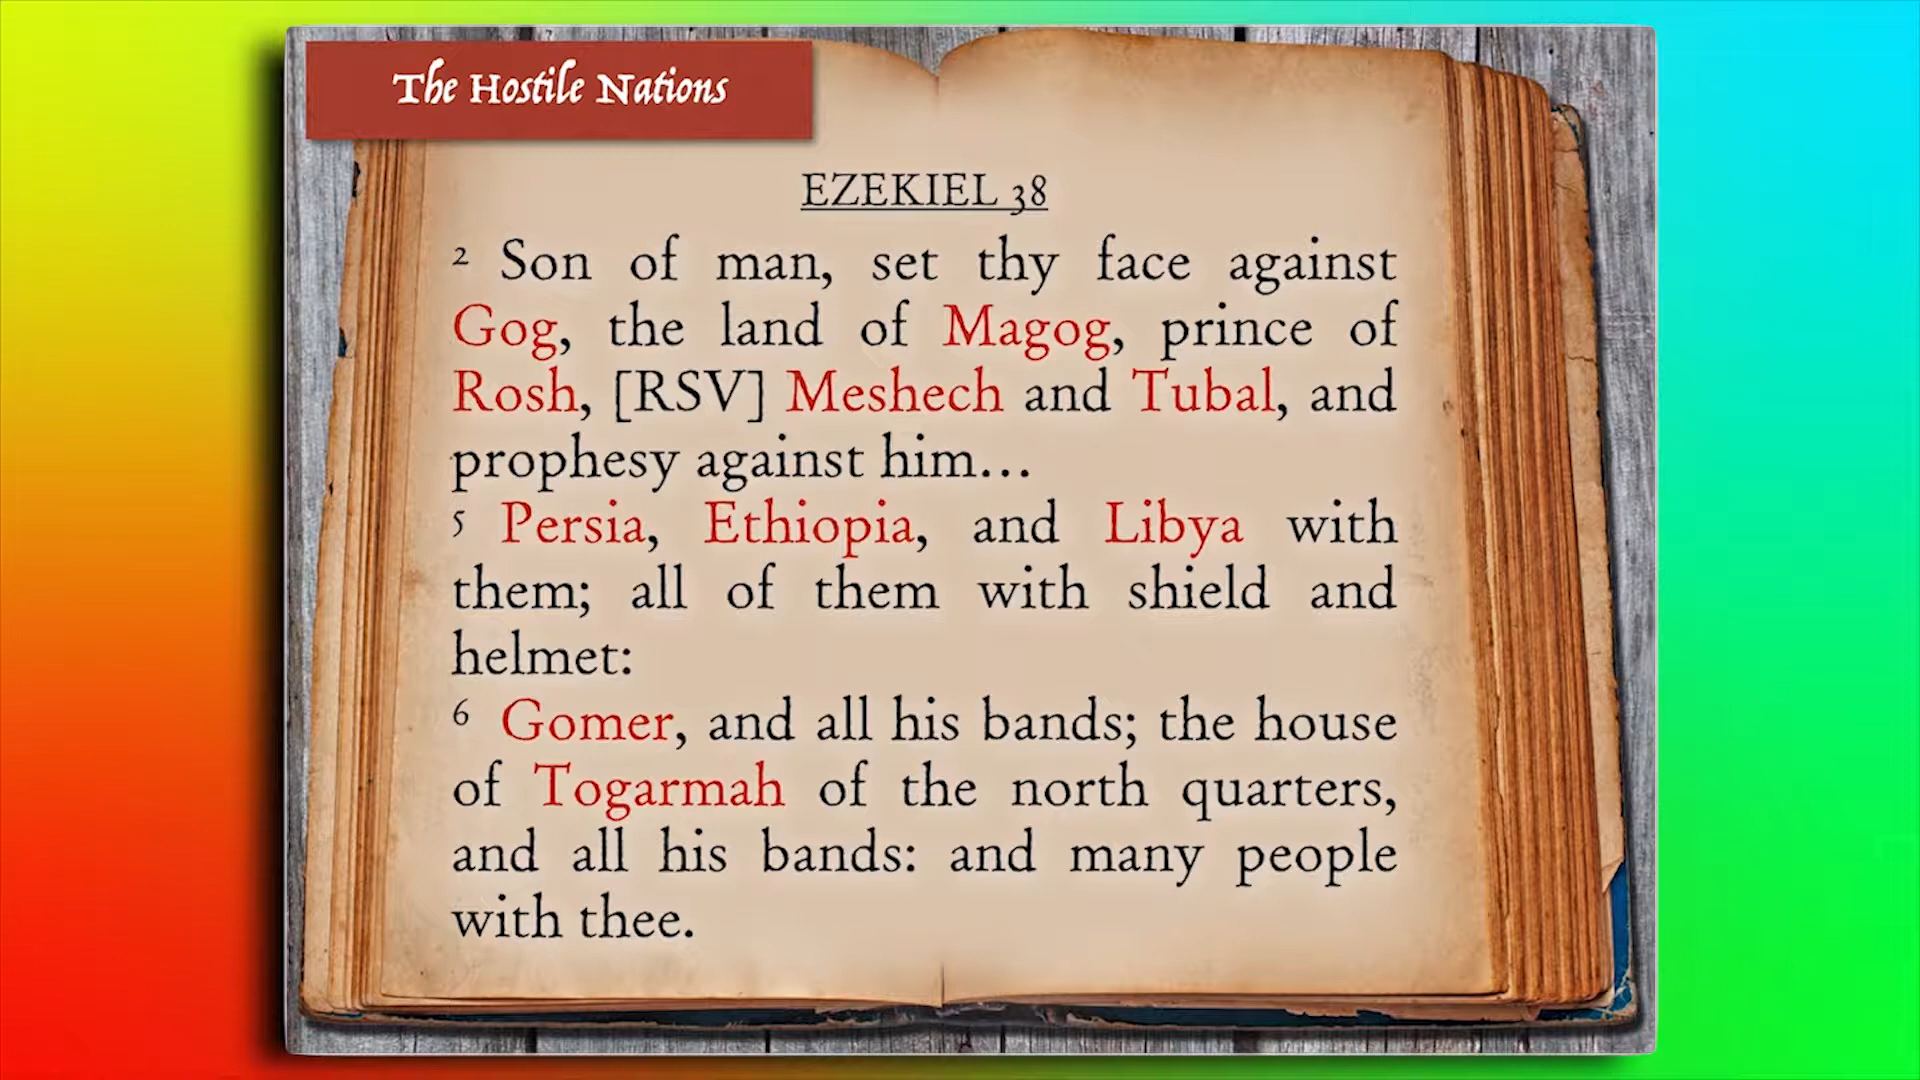 The Hostile Nations
EZEKIEL 38
2 Son of man, set thy face against
Gog, the land of Magog, prince of
Rosh, [RSV] Meshech and Tubal, and
prophesy against him...
5 Persia, Ethiopia, and Libya with
them; all of them with shield and
helmet:
6 Gomer, and all his bands; the house
of Togarmah of the north quarters,
and all his bands: and many people
with thee.